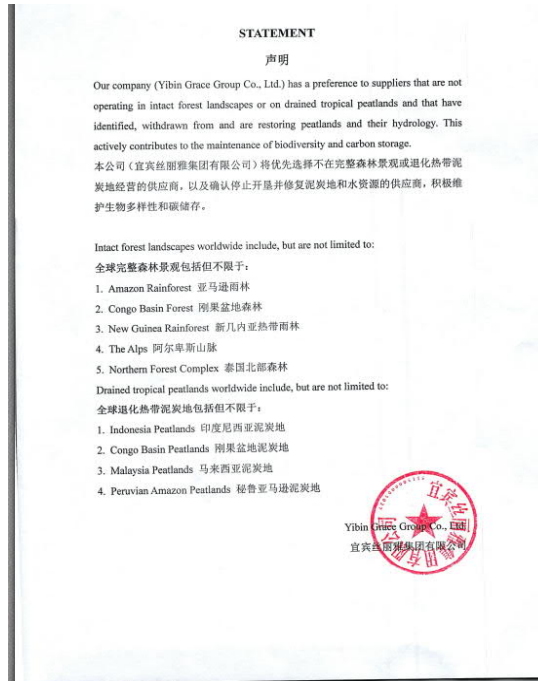 STATEMENT
声明
Our company (Yibin Grace Group Co., Ltd.) has a preference to suppliers that are not
operating in intact forest landscapes or on drained tropical peatlands and that have
identified, withdrawn from and are restoring peatlands and their hydrology. This
actively contributes to the maintenance of biodiversity and carbon storage.
本公司（宜宾丝丽雅集团有限公司）将优先选择不在完整森林景观或退化热带泥
炭地经营的供应商，以及确认停止开垦并修复泥炭地和水资源的供应商，积极维
护生物多样性和碳储存。
Intact forest landscapes worldwide include, but are not limited to:
全球完整森林景观包括但不限于：
1. Amazon Rainforest 亚马逊雨林
2. Congo Basin Forest 刚果盆地森林
3. New Guinea Rainforest 新几内亚热带雨林
4. The Alps 阿尔卑斯山脉
5. Northern Forest Complex 泰国北部森林
Drained tropical peatlands worldwide include, but are not limited to:
全球退化热带泥炭地包括但不限于：
1. Indonesia Peatlands 印度尼西亚泥炭地
2. Congo Basin Peatlands 刚果盆地泥炭地
3. Malaysia Peatlands 马来西亚泥炭地
4. Peruvian Amazon Peatlands 秘鲁亚马逊泥炭地
Yibin Grace Group Co., Ltd.
宜宾丝丽雅集团有限公司
宜宾丝丽雅集团有限公司